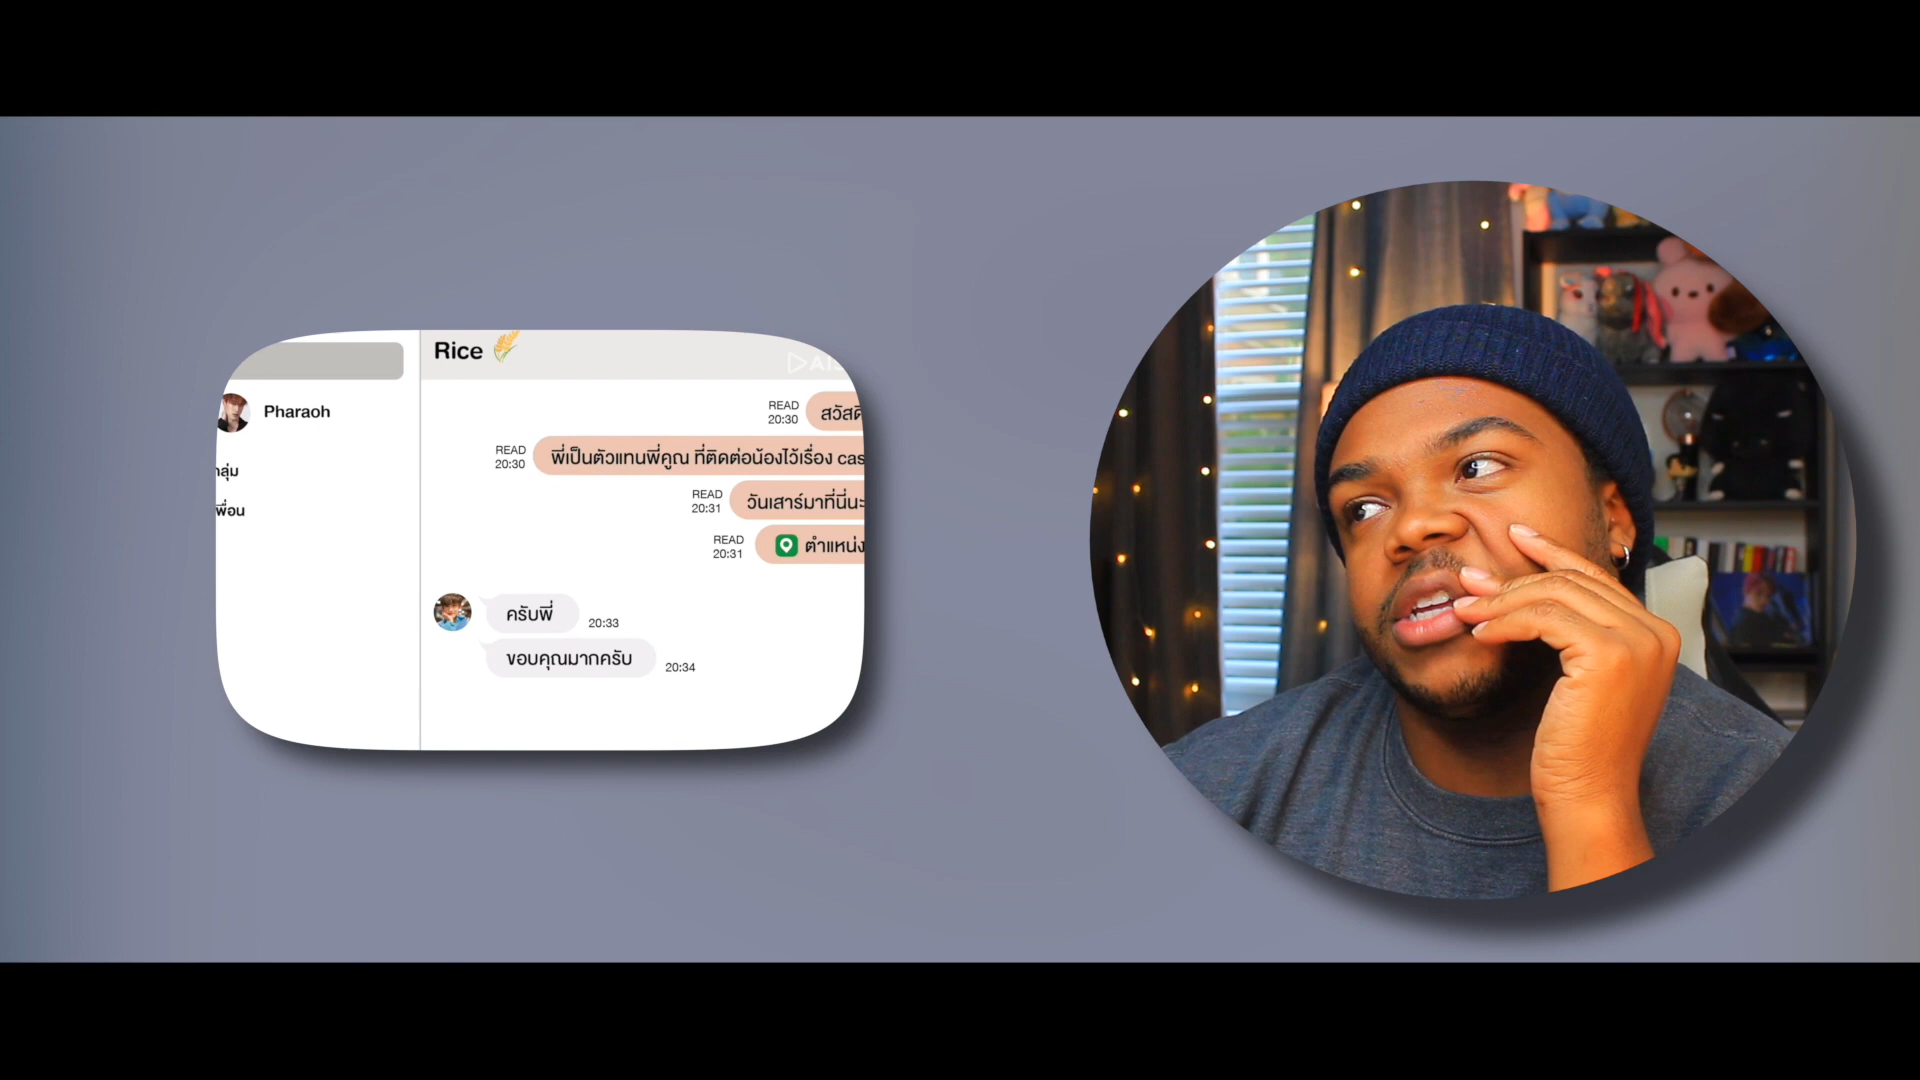 Rice
Pharaoh
READ
20:30
READ
20:30
พี่เป็นตัวแทนพี่คูณ ที่ติดต่อน้องไว้เรื่อง
READ
20:31
วันเสาร์มาที่นี่นะ
READ
20:31
ตำแหน่ง
ครับพี่
20:33
ขอบคุณมากครับ
20:34